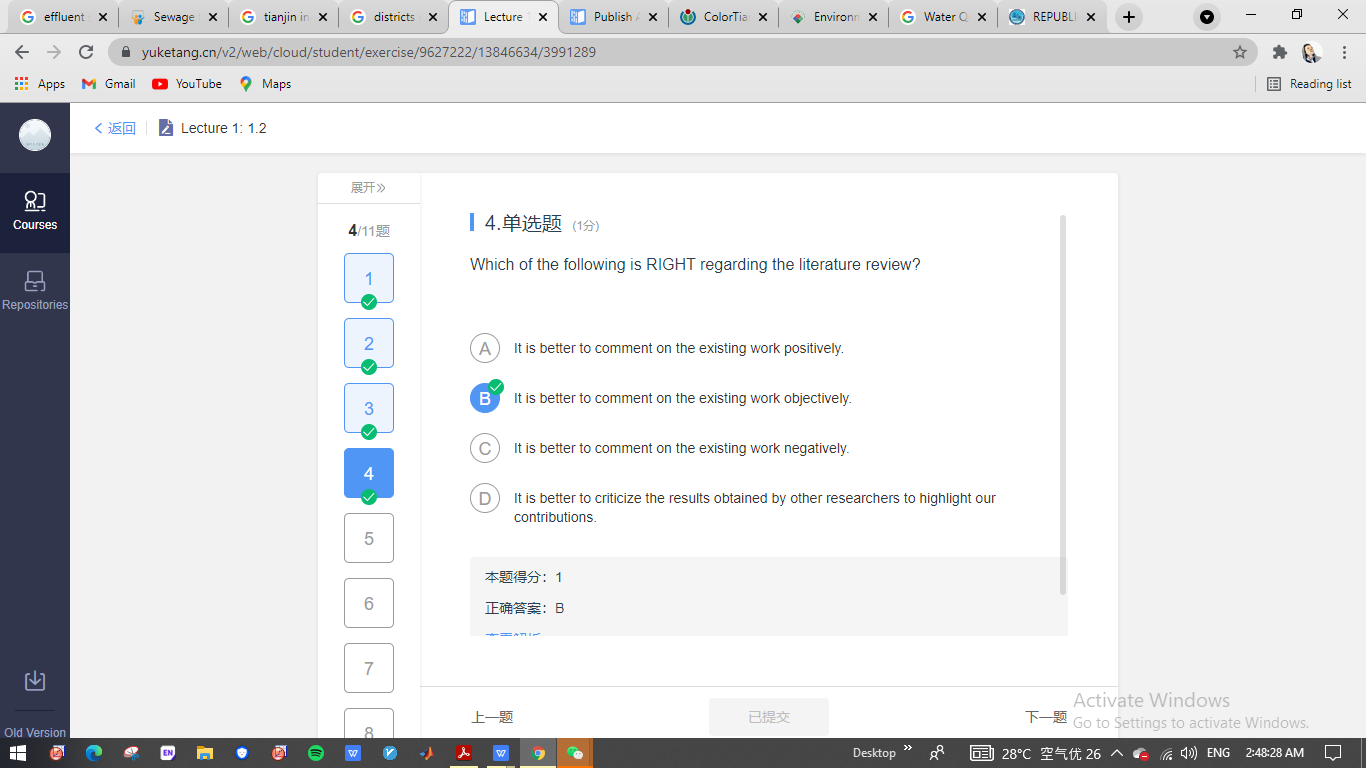 effluent
Sewage
tianjin in
districts
Lecture
Publish
ColorTia
Environn
Water Q
REPUBL
yuketang.cn/v2/web/cloud/student/exercise/9627222/13846634/3991289
Apps
Gmail
YouTube
Maps
Reading list
< 返回
Lecture 1: 1.2
Courses
Repositories
Old Version
展开»
4/11题
1
2
3
4
5
6
7
8
4.单选题 (1分)
Which of the following is RIGHT regarding the literature review?
A It is better to comment on the existing work positively.
B It is better to comment on the existing work objectively.
C It is better to comment on the existing work negatively.
D It is better to criticize the results obtained by other researchers to highlight our
contributions.
本题得分：1
正确答案：B
上一题
已提交
下一题
Activate Windows
Go to Settings to activate Windows.
EN
Desktop »
28°C 空气优 26
ENG
2:48:28 AM